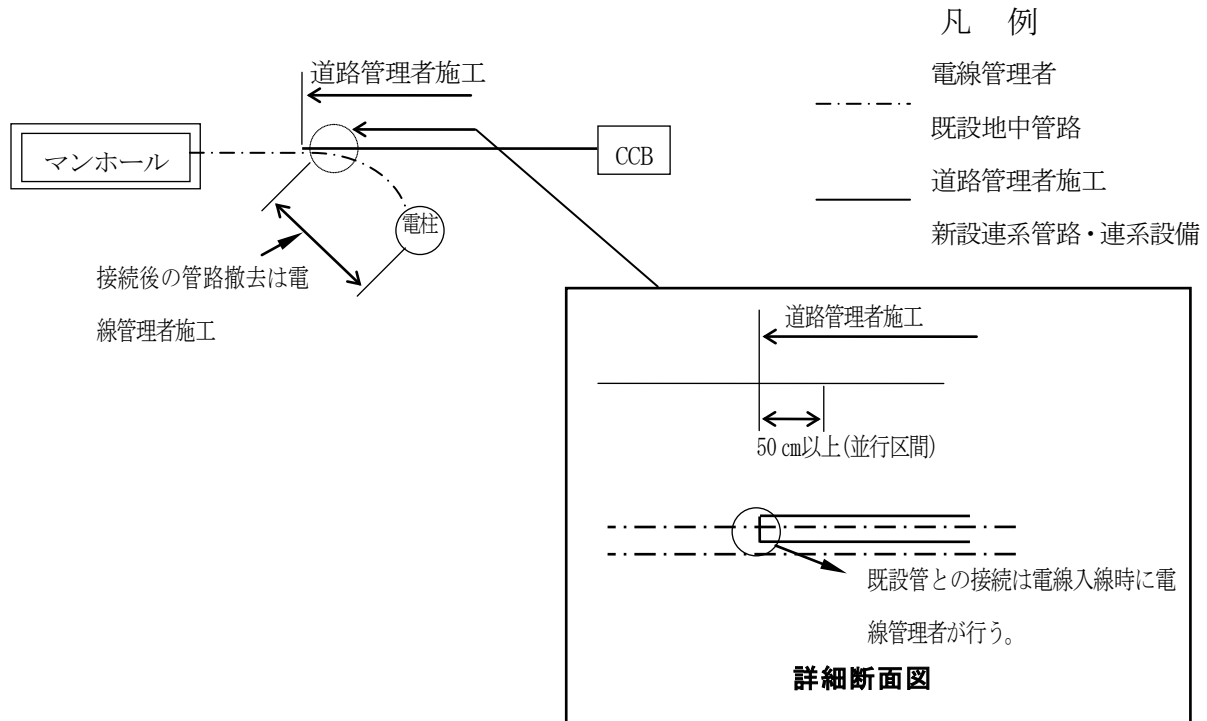 凡 例
道路管理者施工
電線管理者
既設地中管路
マンホール
CCB
道路管理者施工
電柱
新設連系管路・連系設備
接続後の管路撤去は電
線管理者施工
道路管理者施工
50 cm以上(並行区間)
既設管との接続は電線入線時に電
線管理者が行う。
詳細断面図